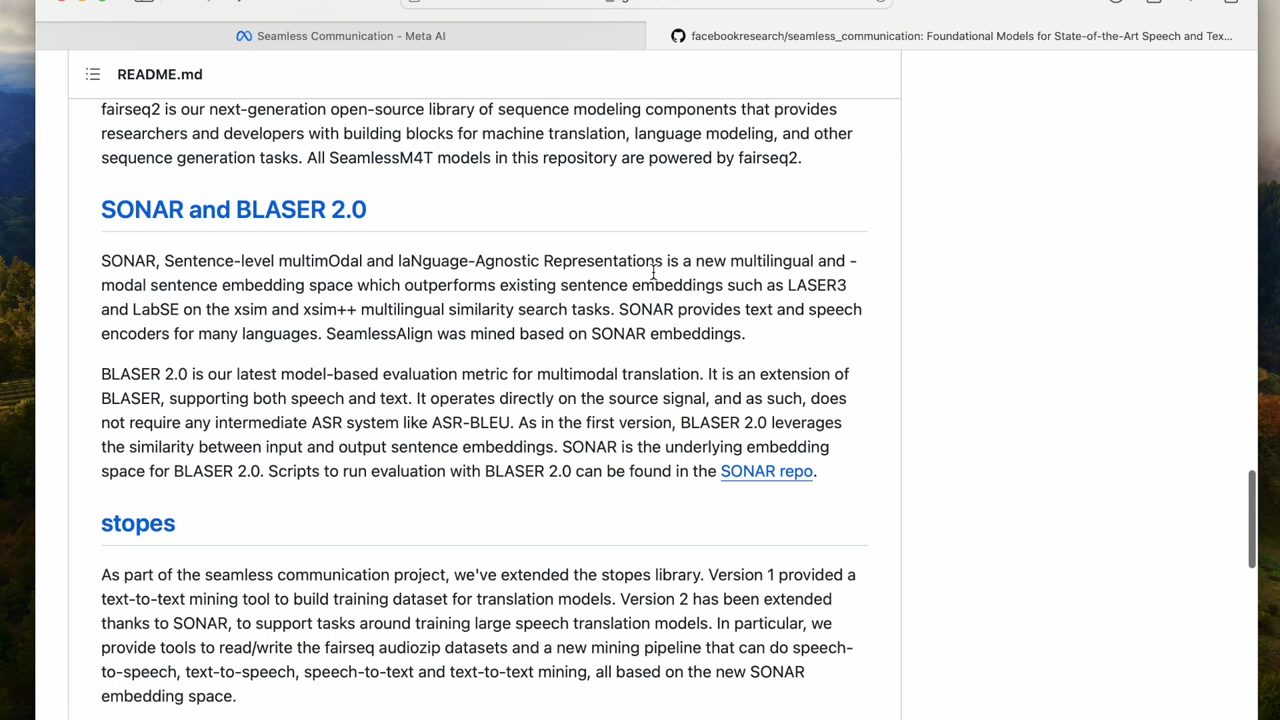 Seamless Communication - Meta AI
facebookresearch/seamless_communication: Foundational Models for State-of-the-Art Speech and Tex...
README.md
fairseq2 is our next-generation open-source library of sequence modeling components that provides
researchers and developers with building blocks for machine translation, language modeling, and other
sequence generation tasks. All SeamlessM4T models in this repository are powered by fairseq2.
SONAR and BLASER 2.0
SONAR, Sentence-level multimOdal and laNguage-Agnostic Representations is a new multilingual and -
modal sentence embedding space which outperforms existing sentence embeddings such as LASER3
and LabSE on the xsim and xsim++ multilingual similarity search tasks. SONAR provides text and speech
encoders for many languages. SeamlessAlign was mined based on SONAR embeddings.
BLASER 2.0 is our latest model-based evaluation metric for multimodal translation. It is an extension of
BLASER, supporting both speech and text. It operates directly on the source signal, and as such, does
not require any intermediate ASR system like ASR-BLEU. As in the first version, BLASER 2.0 leverages
the similarity between input and output sentence embeddings. SONAR is the underlying embedding
space for BLASER 2.0. Scripts to run evaluation with BLASER 2.0 can be found in the SONAR repo.
stopes
As part of the seamless communication project, we've extended the stopes library. Version 1 provided a
text-to-text mining tool to build training dataset for translation models. Version 2 has been extended
thanks to SONAR, to support tasks around training large speech translation models. In particular, we
provide tools to read/write the fairseq audiozip datasets and a new mining pipeline that can do speech-
to-speech, text-to-speech, speech-to-text and text-to-text mining, all based on the new SONAR
embedding space.